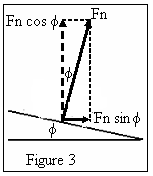 Fn cos ϕ Fn
ϕ
Fn sin ϕ
ϕ
Figure 3